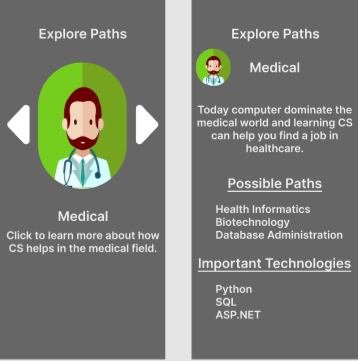 Explore Paths
Medical
Click to learn more about how
CS helps in the medical field.
Explore Paths
Medical
Today computer dominate the
medical world and learning CS
can help you find a job in
healthcare.
Possible Paths
Health Informatics
Biotechnology
Database Administration
Important Technologies
Python
SQL
ASP.NET